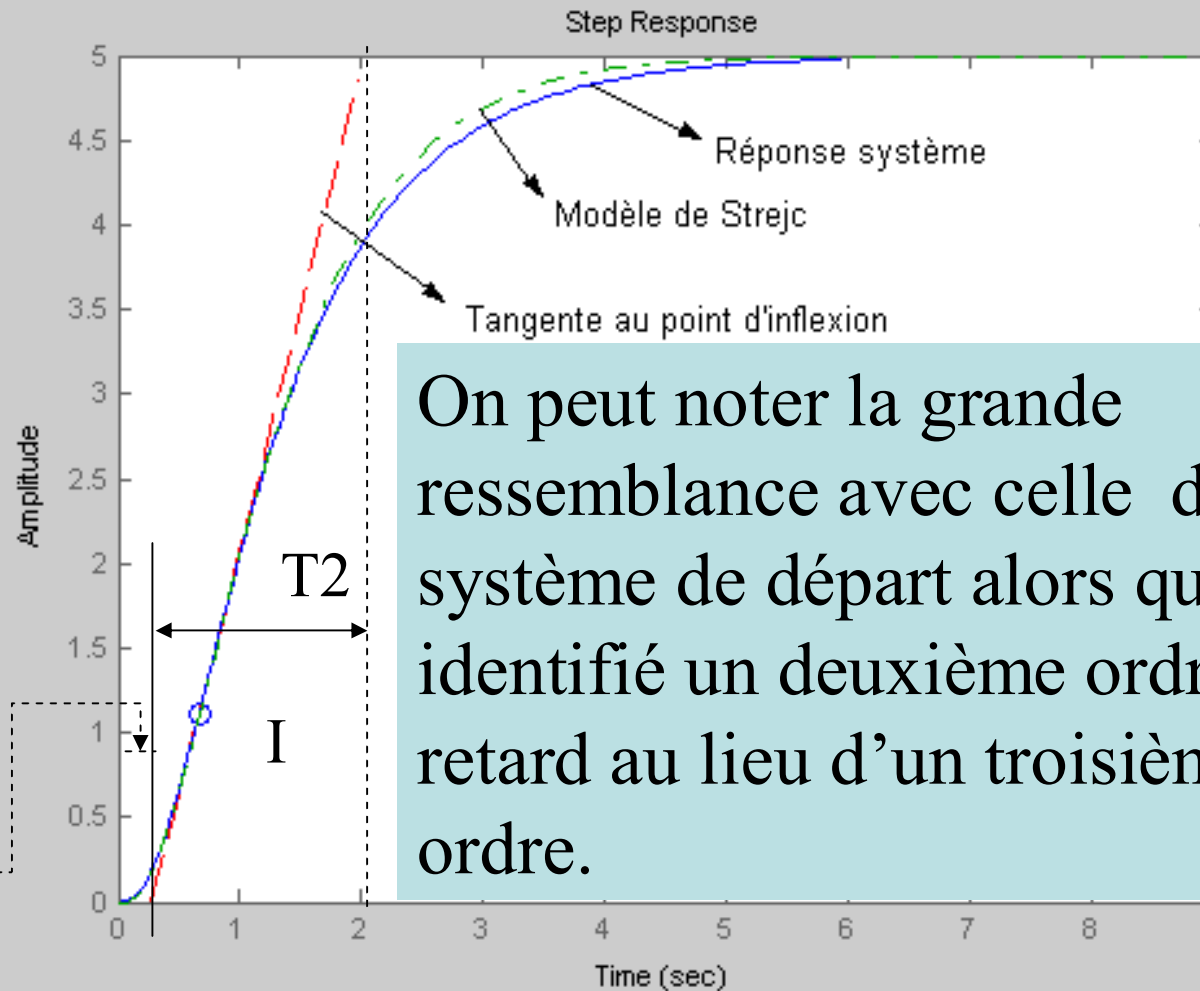 Step Response
5
4.5
4
3.5
3
2.5
2
1.5
1
0.5
0
Amplitude
Réponse système
Modèle de Strejc
Tangente au point d'inflexion
T2
I
On peut noter la grande
ressemblance avec celle
système de départ alors
identifié un deuxième
retard au lieu d’un
ordre.
0 1 2 3 4 5 6 7 8
Time (sec)